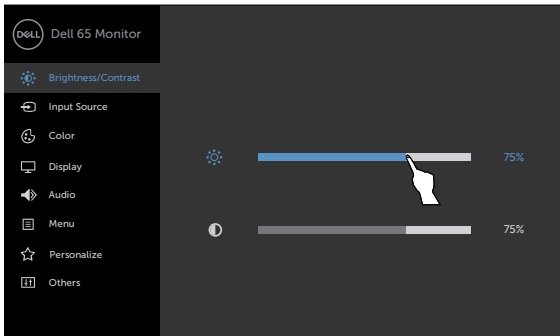 DELL Dell 65 Monitor
Brightness/Contrast
Input Source
Color
Display
Audio
Menu
Personalize
Others
75%
75%